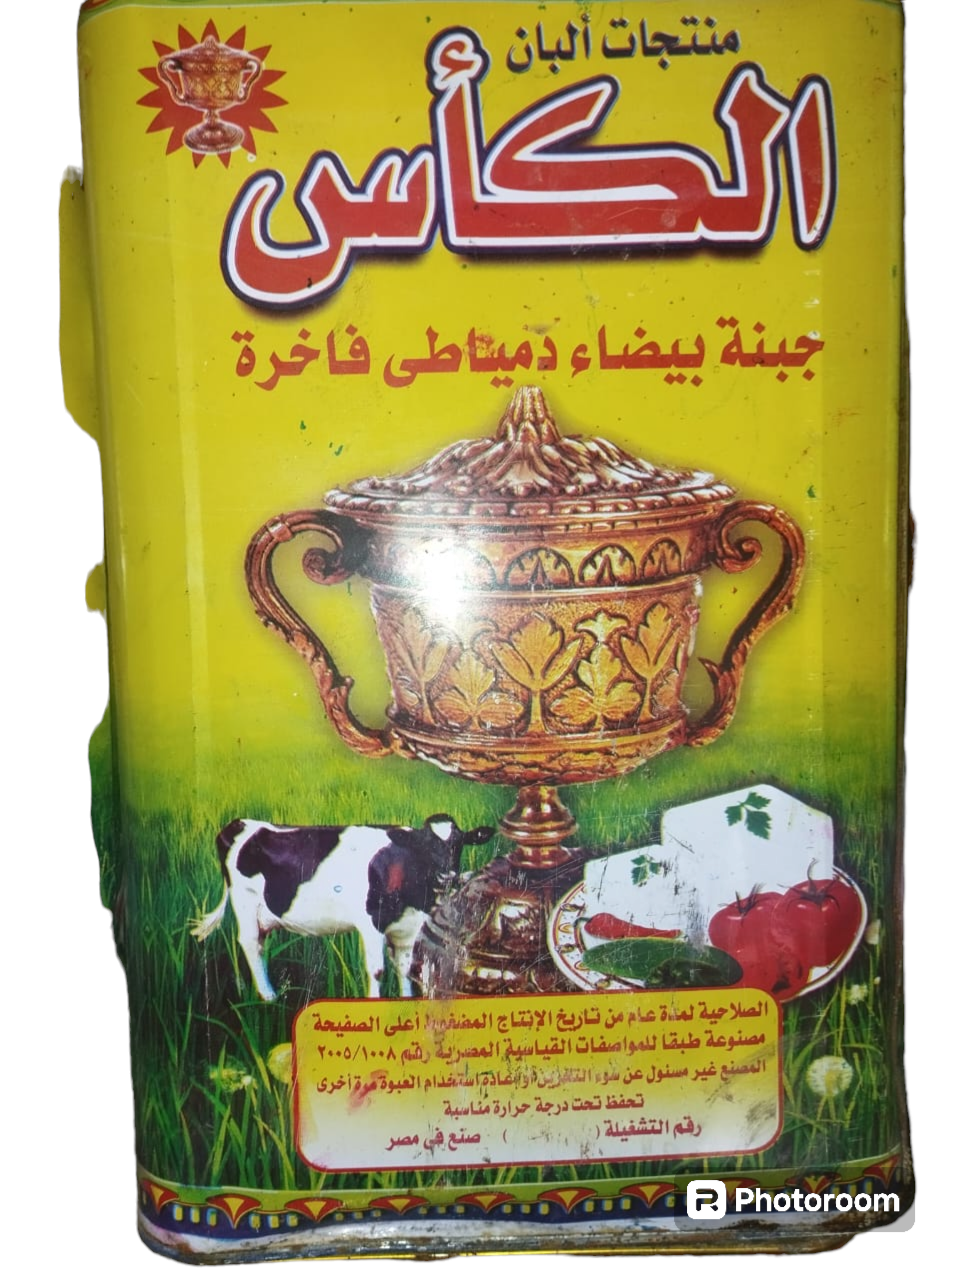 منتجات ألبان
الكأس
جبنة بيضاء دمياطى فاخرة
الصلاحية لمدة عام من تاريخ الإنتاج المضغوط أعلى الصفيحة
مصنوعة طبقا للمواصفات القياسية المصرية رقم ٢٠٠٥/١٠٠٨
المصنع غير مسئول عن سوء التخزين أو إعادة استخدام العبوة مرة أخرى
تحفظ تحت درجة حرارة مناسبة
رقم التشغيلة ( ) صنع فى مصر
Photoroom